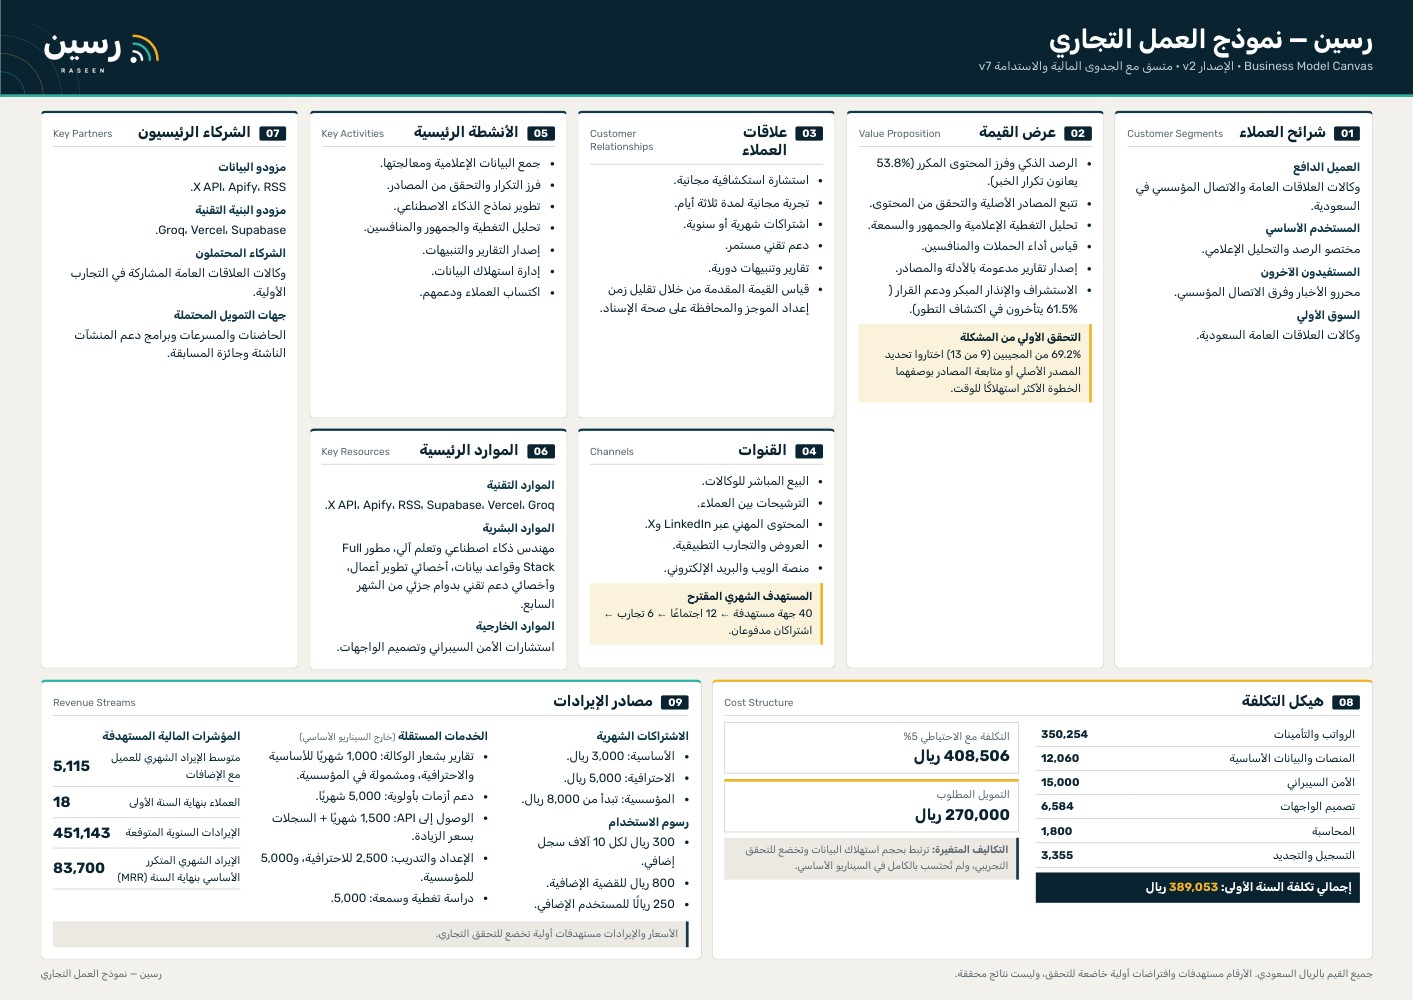 رسين – نموذج العمل التجاري
Business Model Canvas • الإصدار v2 • متسق مع الجدوى المالية والاستدامة v7
رسين
RASEEN
01 شرائح العملاء Customer Segments
العميل الدافع
وكالات العلاقات العامة والاتصال المؤسسي في
السعودية.
المستخدم الأساسي
مختصو الرصد والتحليل الإعلامي.
المستفيدون الآخرون
محررو الأخبار وفرق الاتصال المؤسسي.
السوق الأولي
وكالات العلاقات العامة السعودية.
02 عرض القيمة Value Proposition
• الرصد الذكي وفرز المحتوى المكرر (53.8%
يعانون تكرار الخبر).
• تتبع المصادر الأصلية والتحقق من المحتوى.
• تحليل التغطية الإعلامية والجمهور والسمعة.
• قياس أداء الحملات والمنافسين.
• إصدار تقارير مدعومة بالأدلة والمصادر.
• الاستشراف والإنذار المبكر ودعم القرار (
61.5% يتأخرون في اكتشاف التطور).
التحقق الأولي من المشكلة
69.2% من المجيبين (9 من 13) اختاروا تحديد
المصدر الأصلي أو متابعة المصادر بوصفهما
الخطوة الأكثر استهلاكًا للوقت.
03 علاقات
العملاء
Customer
Relationships
• استشارة استكشافية مجانية.
• تجربة مجانية لمدة ثلاثة أيام.
• اشتراكات شهرية أو سنوية.
• دعم تقني مستمر.
• تقارير وتنبيهات دورية.
• قياس القيمة المقدمة من خلال تقليل زمن
إعداد الموجز والمحافظة على صحة الإسناد.
04 القنوات Channels
• البيع المباشر للوكالات.
• الترشيحات بين العملاء.
• المحتوى المهني عبر LinkedIn وX.
• العروض والتجارب التطبيقية.
• منصة الويب والبريد الإلكتروني.
المستهدف الشهري المقترح
40 جهة مستهدفة ← 12 اجتماعًا ← 6 تجارب ←
اشتراكان مدفوعان.
05 الأنشطة الرئيسية Key Activities
• جمع البيانات الإعلامية ومعالجتها.
• فرز التكرار والتحقق من المصادر.
• تطوير نماذج الذكاء الاصطناعي.
• تحليل التغطية والجمهور والمنافسين.
• إصدار التقارير والتنبيهات.
• إدارة استهلاك البيانات.
• اكتساب العملاء ودعمهم.
06 الموارد الرئيسية Key Resources
الموارد التقنية
X API، Apify، RSS، Supabase، Vercel، Groq.
الموارد البشرية
مهندس ذكاء اصطناعي وتعلم آلي، مطور Full
Stack وقواعد بيانات، أخصائي تطوير أعمال،
وأخصائي دعم تقني بدوام جزئي من الشهر
السابع.
الموارد الخارجية
استشارات الأمن السيبراني وتصميم الواجهات.
07 الشركاء الرئيسيون Key Partners
مزودو البيانات
X API، Apify، RSS.
مزودو البنية التقنية
Groq، Vercel، Supabase.
الشركاء المحتملون
وكالات العلاقات العامة المشاركة في التجارب
الأولية.
جهات التمويل المحتملة
الحاضنات والمسرعات وبرامج دعم المنشآت
الناشئة وجائزة المسابقة.
08 هيكل التكلفة Cost Structure
الرواتب والتأمينات 350,254
المنصات والبيانات الأساسية 12,060
الأمن السيبراني 15,000
تصميم الواجهات 6,584
المحاسبة 1,800
التسجيل والتجديد 3,355
إجمالي تكلفة السنة الأولى: 389,053 ريال
التكلفة مع الاحتياطي 5%
408,506 ريال
التمويل المطلوب
270,000 ريال
التكاليف المتغيرة: ترتبط بحجم استهلاك البيانات وتخضع للتحقق
التجريبي، ولم تُحتسب بالكامل في السيناريو الأساسي.
09 مصادر الإيرادات Revenue Streams
الاشتراكات الشهرية
• الأساسية: 3,000 ريال.
• الاحترافية: 5,000 ريال.
• المؤسسية: تبدأ من 8,000 ريال.
رسوم الاستخدام
• 300 ريال لكل 10 آلاف سجل
إضافي.
• 800 ريال للقضية الإضافية.
• 250 ريالًا للمستخدم الإضافي.
الخدمات المستقلة (خارج السيناريو الأساسي)
• تقارير بشعار الوكالة: 1,000 شهريًا للأساسية
والاحترافية، ومشمولة في المؤسسية.
• دعم أزمات بأولوية: 5,000 شهريًا.
• الوصول إلى API: 1,500 شهريًا + السجلات
بسعر الزيادة.
• الإعداد والتدريب: 2,500 للاحترافية، و5,000
للمؤسسية.
• دراسة تغطية وسمعة: 5,000.
المؤشرات المالية المستهدفة
متوسط الإيراد الشهري للعميل
مع الإضافات
5,115
العملاء بنهاية السنة الأولى 18
الإيرادات السنوية المتوقعة 451,143
الإيراد الشهري المتكرر
الأساسي بنهاية السنة (MRR)
83,700
الأسعار والإيرادات مستهدفات أولية تخضع للتحقق التجاري.
جميع القيم بالريال السعودي. الأرقام مستهدفات وافتراضات أولية خاضعة للتحقق، وليست نتائج محققة.
رسين – نموذج العمل التجاري